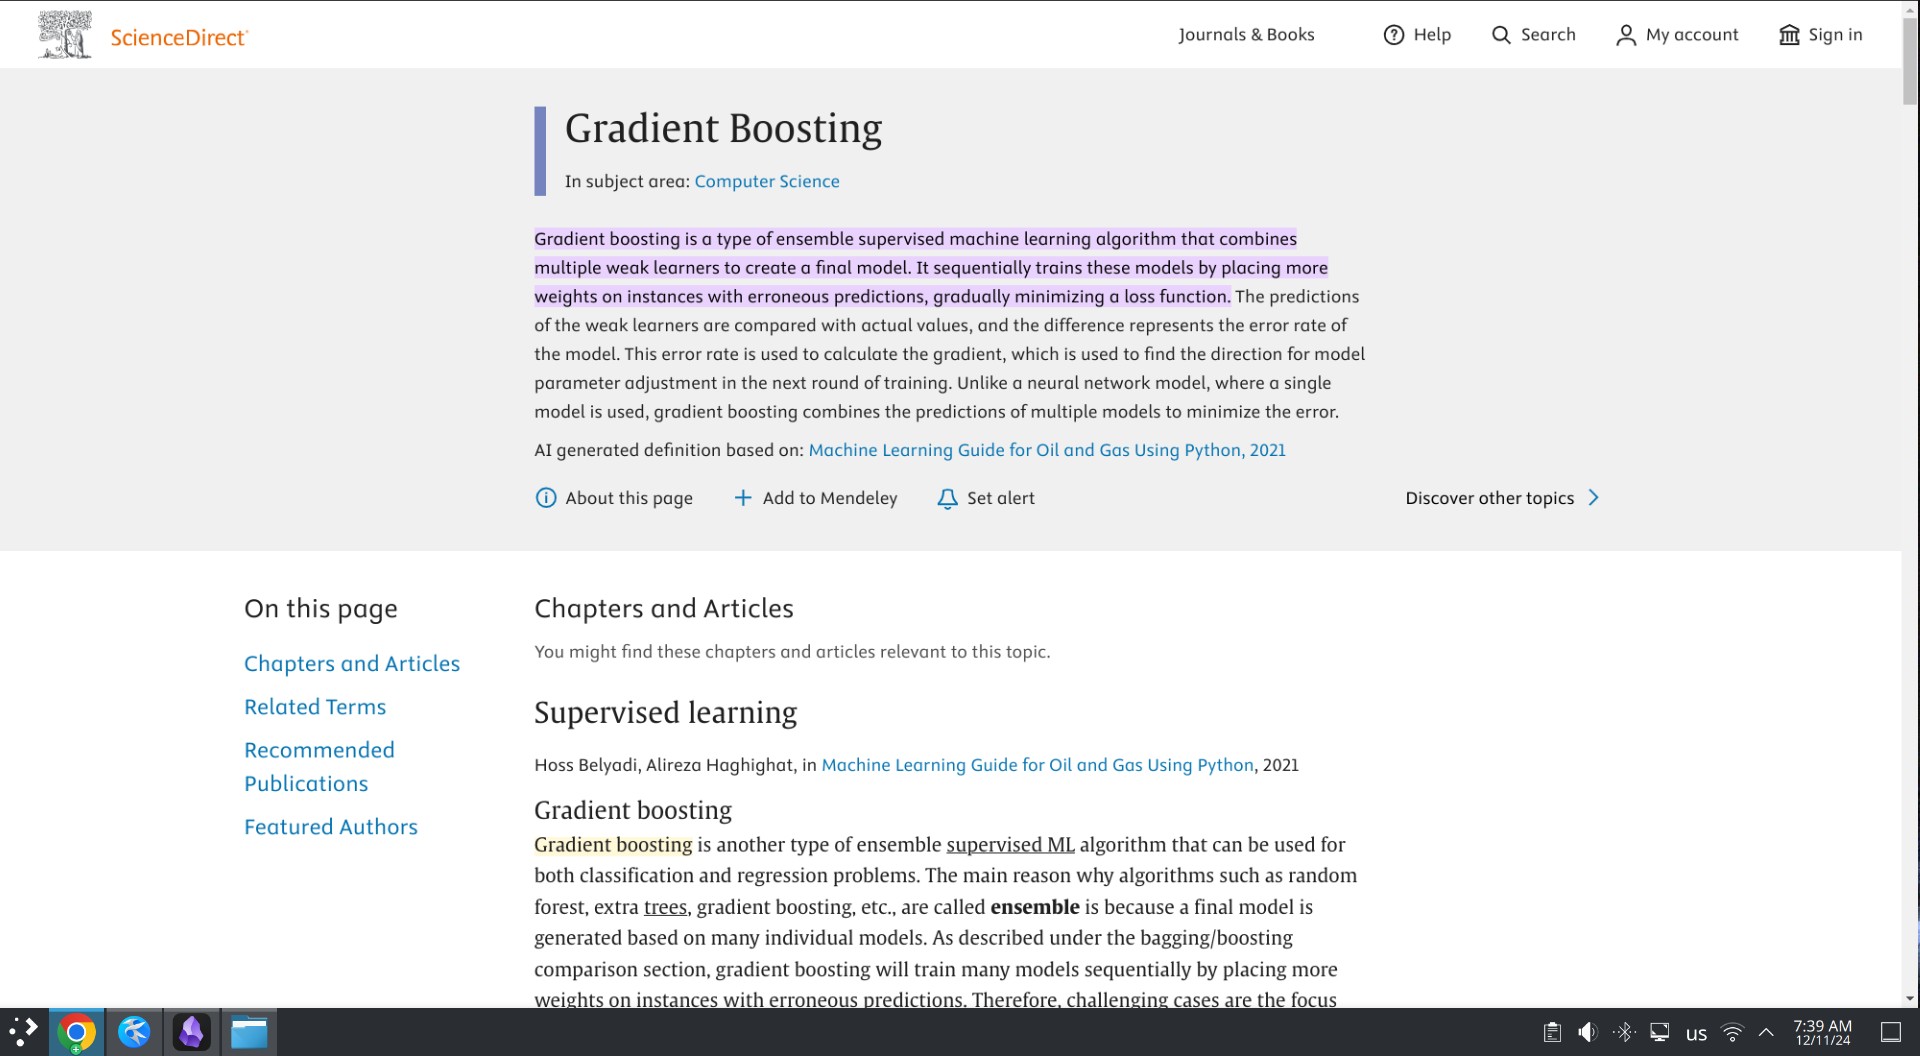 ScienceDirect
Journals & Books
Help
Search
My account
Sign in
Gradient Boosting
In subject area: Computer Science
Gradient boosting is a type of ensemble supervised machine learning algorithm that combines
multiple weak learners to create a final model. It sequentially trains these models by placing more
weights on instances with erroneous predictions, gradually minimizing a loss function. The predictions
of the weak learners are compared with actual values, and the difference represents the error rate of
the model. This error rate is used to calculate the gradient, which is used to find the direction for model
parameter adjustment in the next round of training. Unlike a neural network model, where a single
model is used, gradient boosting combines the predictions of multiple models to minimize the error.
AI generated definition based on: Machine Learning Guide for Oil and Gas Using Python, 2021
About this page
Add to Mendeley
Set alert
Discover other topics
On this page
Chapters and Articles
Related Terms
Recommended
Publications
Featured Authors
Chapters and Articles
You might find these chapters and articles relevant to this topic.
Supervised learning
Hoss Belyadi, Alireza Haghighat, in Machine Learning Guide for Oil and Gas Using Python, 2021
Gradient boosting
Gradient boosting is another type of ensemble supervised ML algorithm that can be used for
both classification and regression problems. The main reason why algorithms such as random
forest, extra trees, gradient boosting, etc., are called ensemble is because a final model is
generated based on many individual models. As described under the bagging/boosting
comparison section, gradient boosting will train many models sequentially by placing more
weights on instances with erroneous predictions. Therefore, challenging cases are the focus
us
7:39 AM
12/11/24